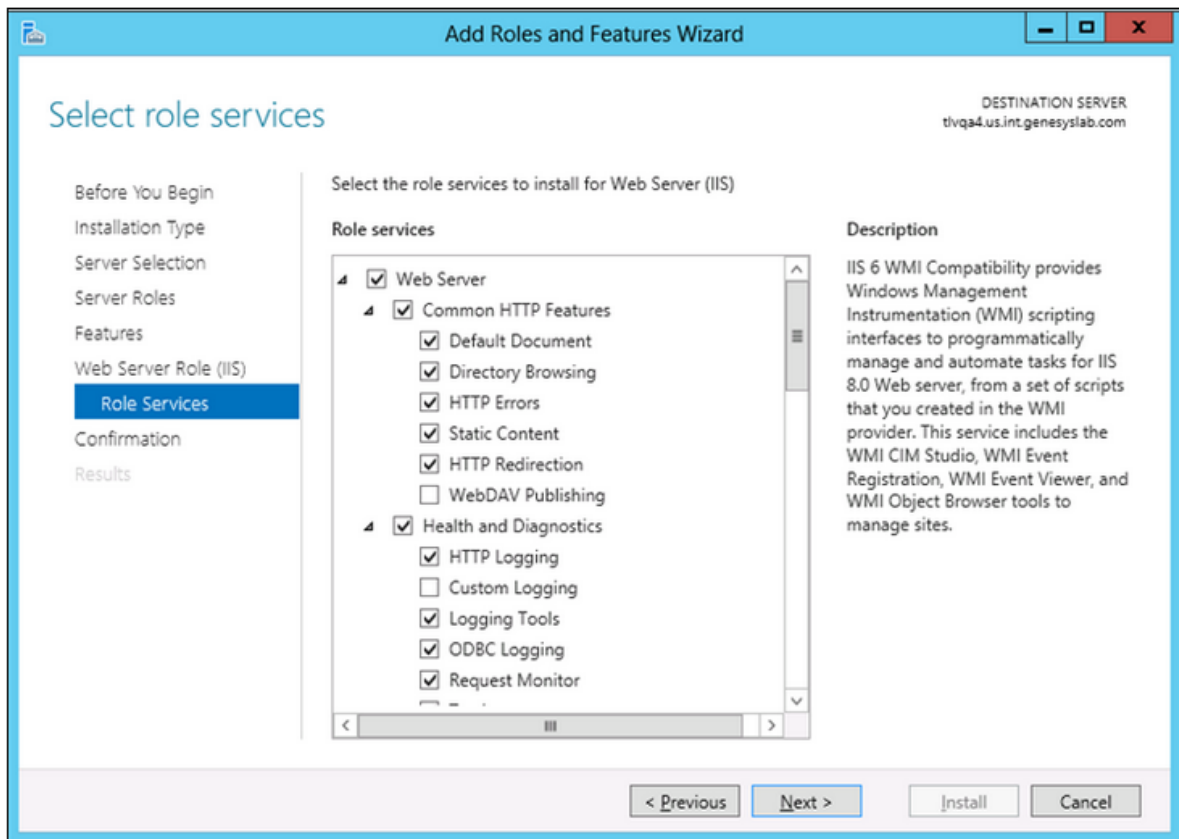 Add Roles and Features Wizard
Select role services
DESTINATION SERVER
tlvqa4.us.int.genesyslab.com
Before You Begin
Installation Type
Server Selection
Server Roles
Features
Web Server Role (IIS)
Role Services
Confirmation
Results
Select the role services to install for Web Server (IIS)
Role services
Web Server
Common HTTP Features
Default Document
Directory Browsing
HTTP Errors
Static Content
HTTP Redirection
WebDAV Publishing
Health and Diagnostics
HTTP Logging
Custom Logging
Logging Tools
ODBC Logging
Request Monitor
Description
IIS 6 WMI Compatibility provides
Windows Management
Instrumentation (WMI) scripting
interfaces to programmatically
manage and automate tasks for IIS
8.0 Web server, from a set of scripts
that you created in the WMI
provider. This service includes the
WMI CIM Studio, WMI Event
Registration, WMI Event Viewer, and
WMI Object Browser tools to
manage sites.
< Previous
Next >
Install
Cancel